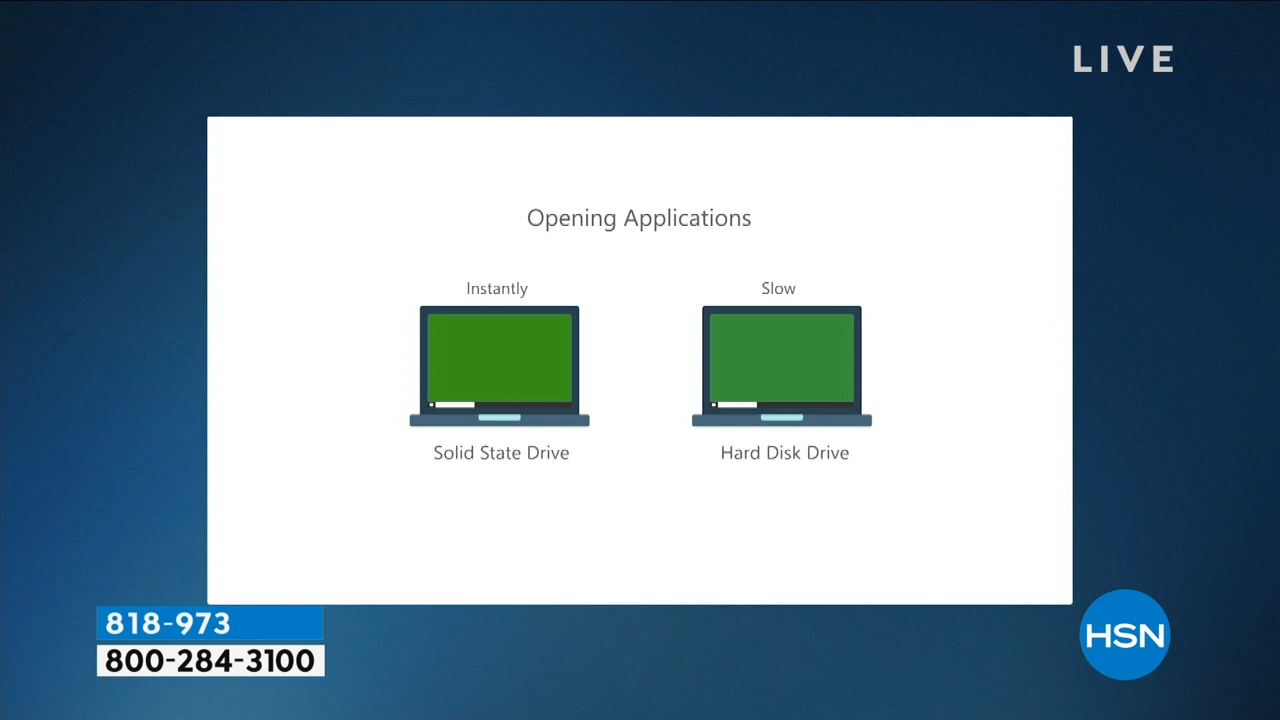 LIVE
Opening Applications
Instantly
Slow
Solid State Drive
Hard Disk Drive
818-973
800-284-3100
HSN